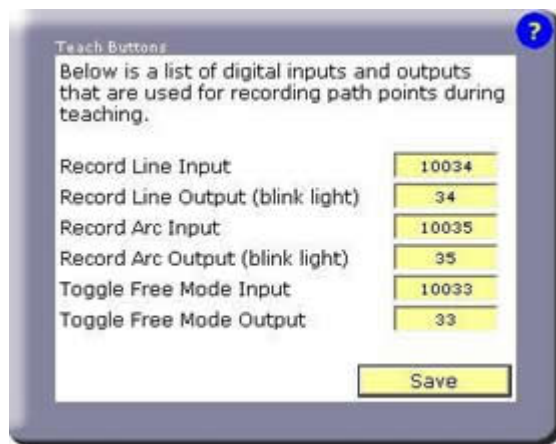 ?
Teach Buttons
Below is a list of digital inputs and outputs
that are used for recording path points during
teaching.
Record Line Input 10034
Record Line Output (blink light) 34
Record Arc Input 10035
Record Arc Output (blink light) 35
Toggle Free Mode Input 10033
Toggle Free Mode Output 33
Save